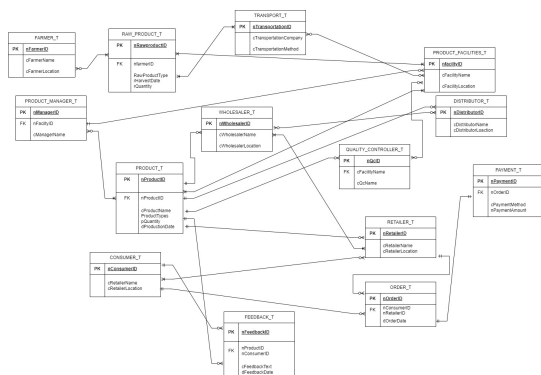 TRANSPORT_T
PK nTransportationID
cTransportationCompany
cTransportationMethod
RAW_PRODUCT_T
PK nRawproductID
FK nfarmerID
RawProductType
nQuantity
FARMER_T
PK nFarmerID
cFarmerName
cFarmerLocation
PRODUCT_FACILITIES_T
PK nfacilityID
cFacilityName
cFacilityLocation
PRODUCT_MANAGER_T
PK nManagerID
FK nFacltyID
cManagerName
WHOLESALER_T
PK nWholesalerID
cWholesalerName
cWholesalerLocation
DISTRIBUTOR_T
PK nDistributorID
cDistributorName
cDistributorLocation
QUALITY_CONTROLLER_T
PK nQcID
FK cFacilityName
cQcName
PRODUCT_T
PK nProductID
FK nProductID
cProductName
ProductTypes
pQuantity
dProductionDate
PAYMENT_T
PK nPaymentID
FK nOrderID
cPaymentMethod
nPaymentAmount
RETAILER_T
PK nRetailerID
cRetailerName
cRetailerLocation
CONSUMER_T
PK nConsumerID
cRetailerName
cRetailerLocation
ORDER_T
PK nOrderID
FK nConsumerID
nRetailerID
dOrderDate
FEEDBACK_T
PK nFeedbackID
FK nProductID
nConsumerID
cFeedbackText
dFeedbackDate